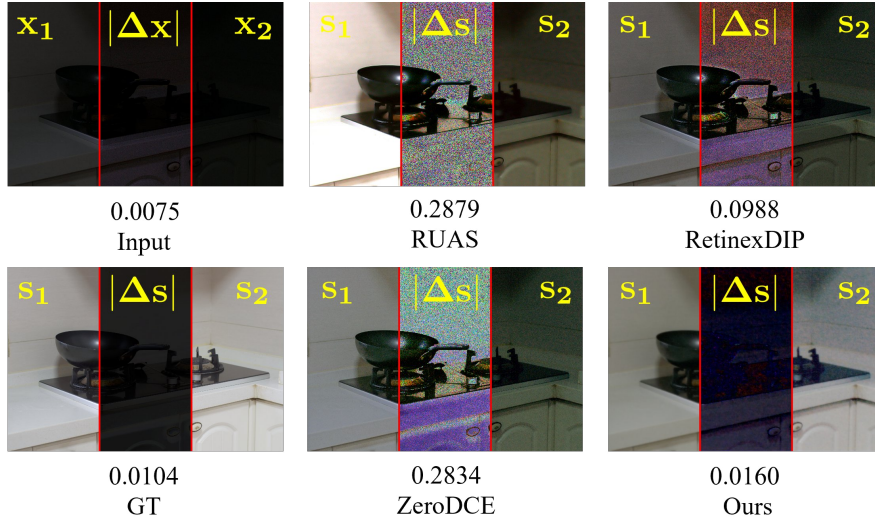 x₁ |Δx| x₂
s₁ |Δs| s₂
s₁ |Δs| s₂
0.0075
Input
0.2879
RUAS
0.0988
RetinexDIP
s₁ |Δs| s₂
s₁ |Δs| s₂
s₁ |Δs| s₂
0.0104
GT
0.2834
ZeroDCE
0.0160
Ours